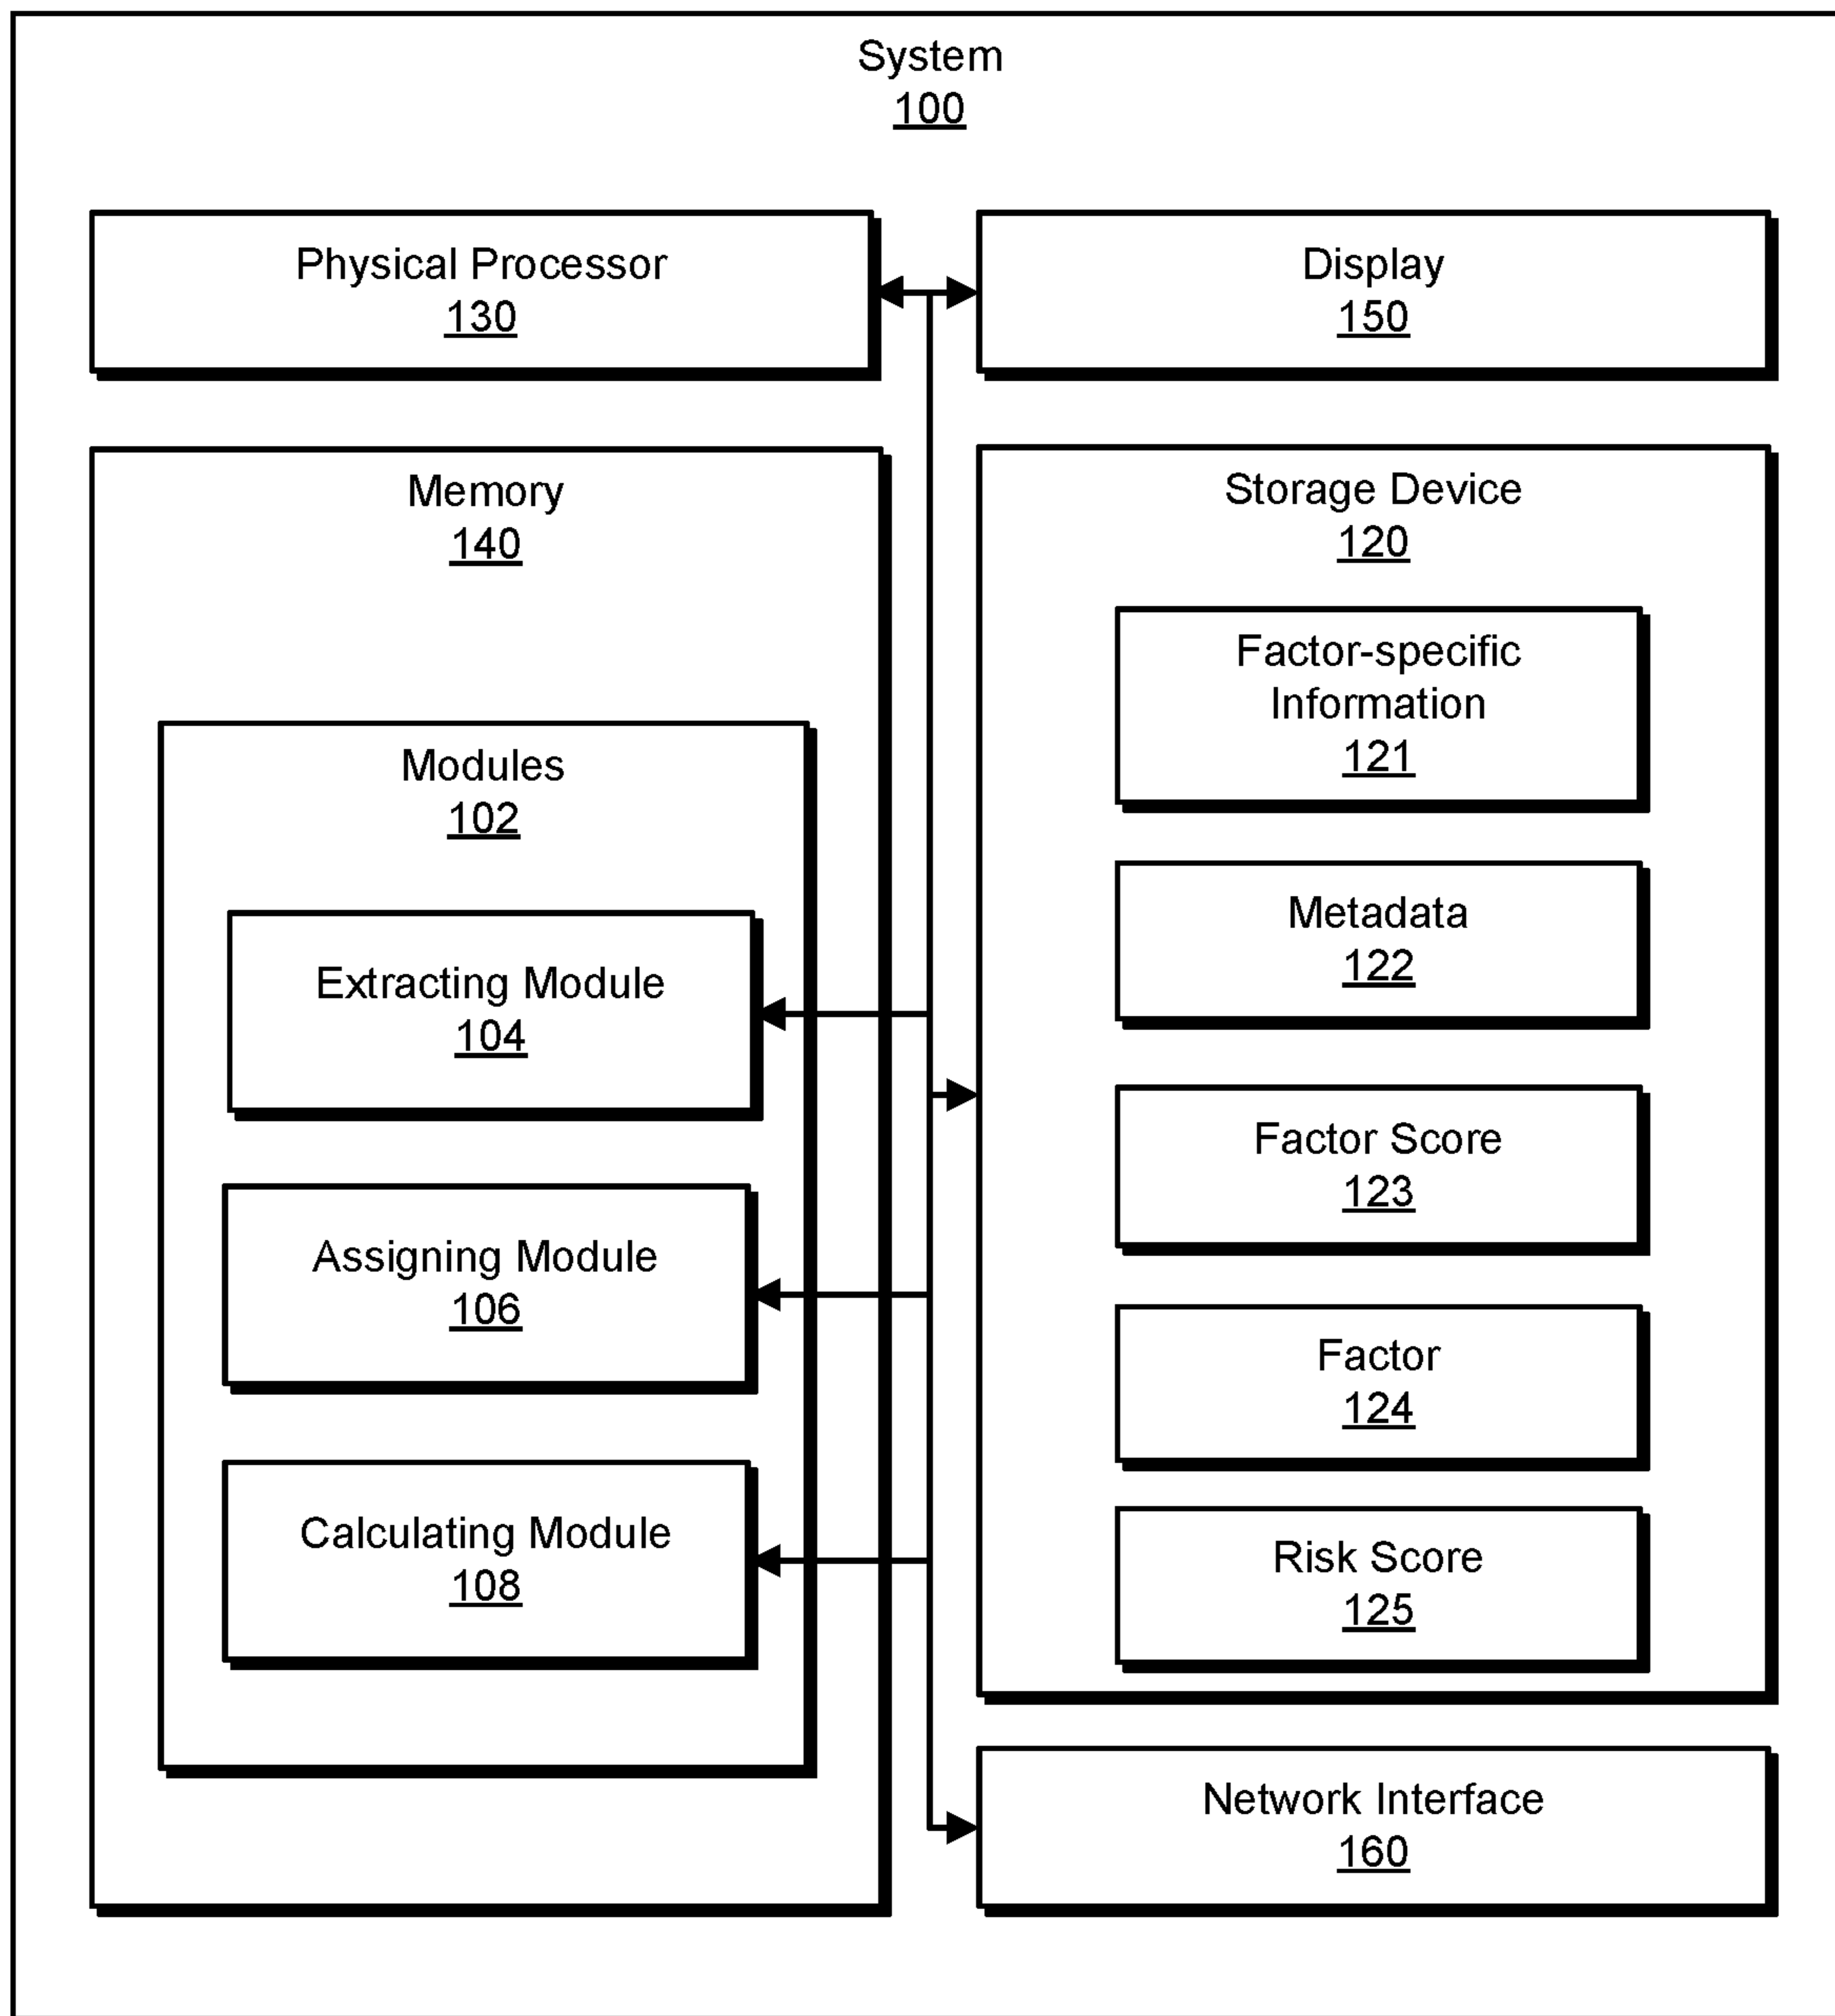 System
100
Physical Processor
130
Display
150
Memory
140
Modules
102
Extracting Module
104
Assigning Module
106
Calculating Module
108
Storage Device
120
Factor-specific
Information
121
Metadata
122
Factor Score
123
Factor
124
Risk Score
125
Network Interface
160